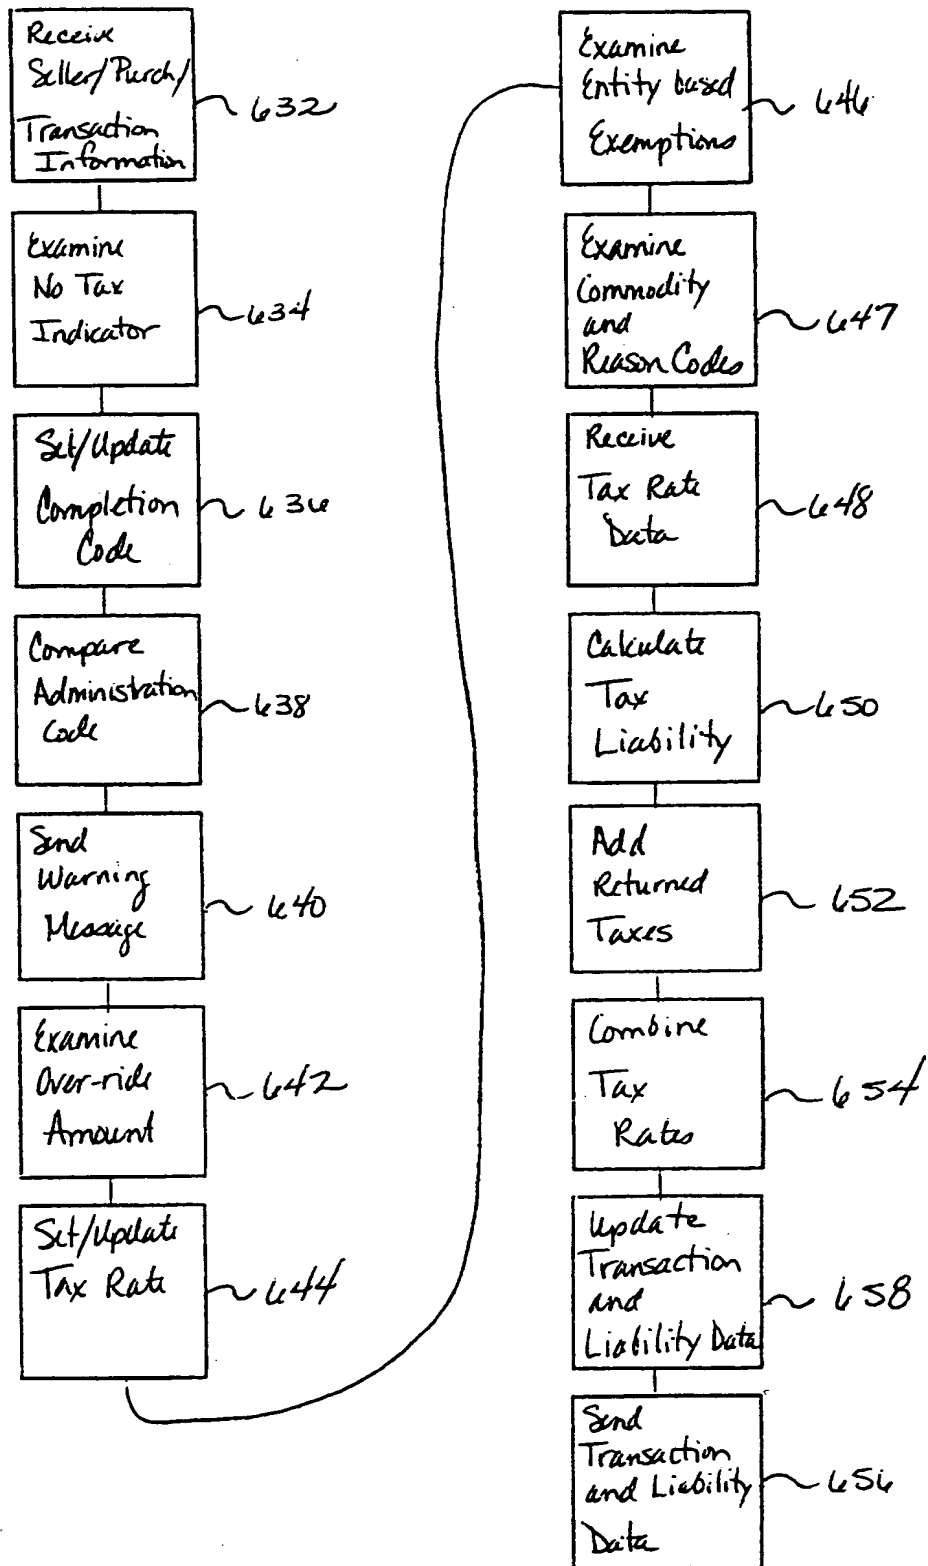 Receive
Seller/Purch/
Transaction
Information
632
Examine
No Tax
Indicator
634
Set/Update
Completion
Code
636
Compare
Administration
Code
638
Send
Warning
Message
640
Examine
Over-ride
Amount
642
Set/Update
Tax Rate
644
Examine
Entity based
Exemptions
646
Examine
Commodity
and
Reason Codes
647
Receive
Tax Rate
Data
648
Calculate
Tax
Liability
650
Add
Returned
Taxes
652
Combine
Tax
Rates
654
Update
Transaction
and
Liability Data
658
Send
Transaction
and Liability
Data
656